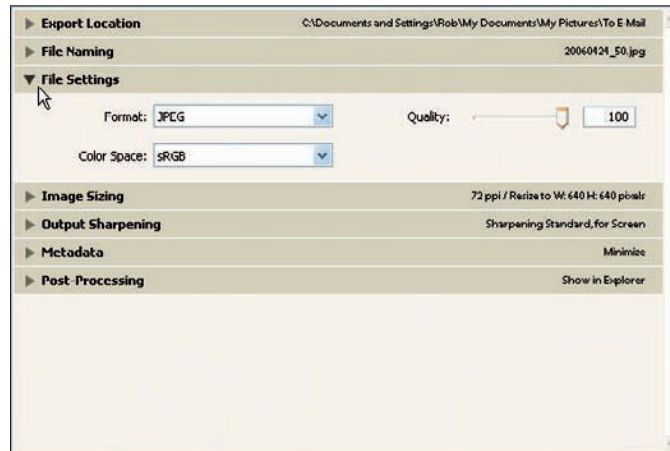 Export Location C:\Documents and Settings\Rob\My Documents\My Pictures\To E-Mail
File Naming 20060424_50.jpg
File Settings
Format: JPEG Quality: 100
Color Space: sRGB
Image Sizing 72 ppi / Resize to W: 640 H: 640 pixels
Output Sharpening Sharpening Standard, for Screen
Metadata Minimize
Post-Processing Show in Explorer